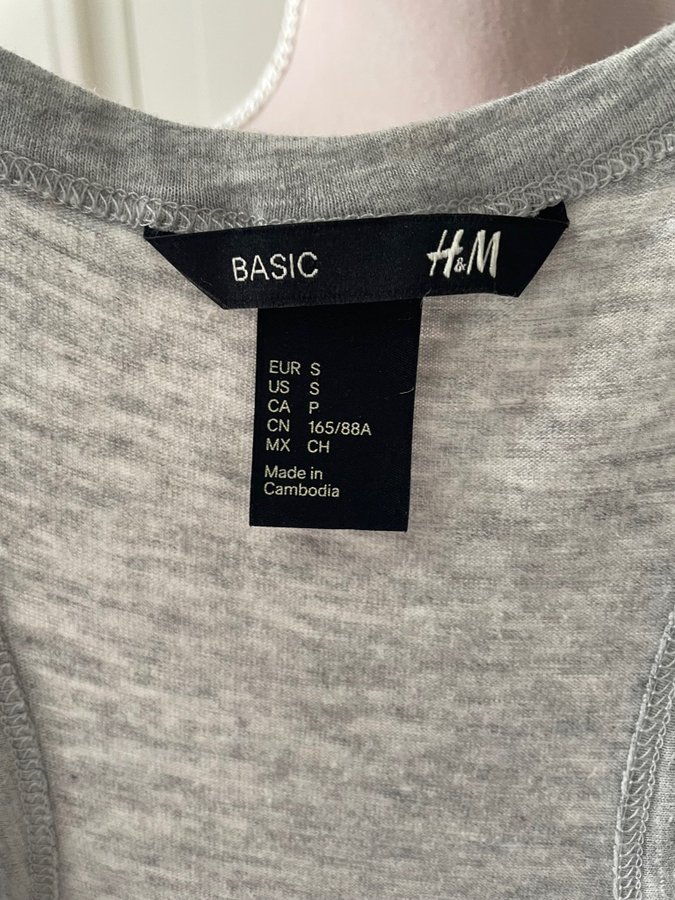 BASIC H&M
EUR S
US S
CA P
CN 165/88A
MX CH
Made in
Cambodia